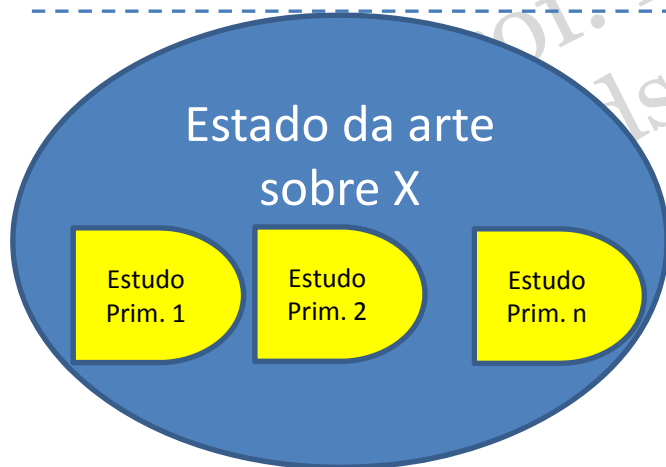 Estado da arte
sobre X
Estudo
Prim. 1
Estudo
Prim. 2
Estudo
Prim. n